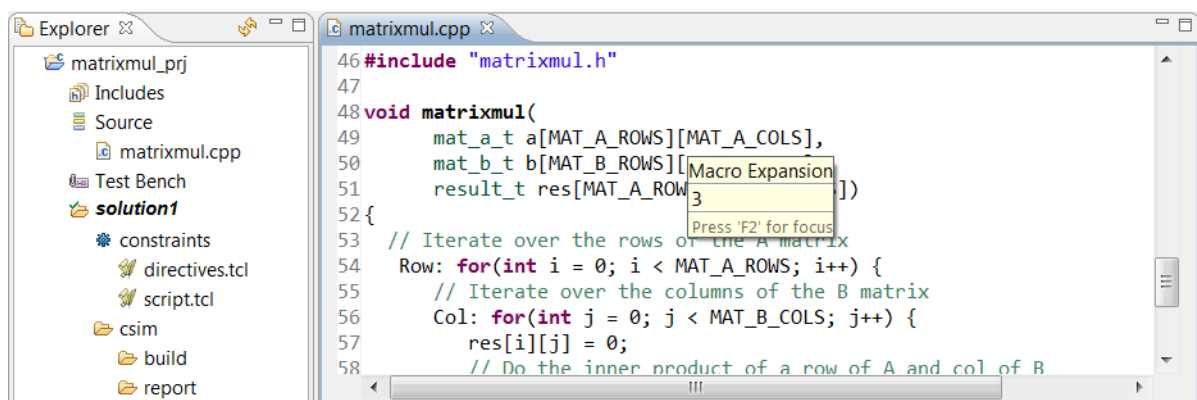 Explorer
matrixmul_prj
Includes
Source
matrixmul.cpp
Test Bench
solution1
constraints
directives.tcl
script.tcl
csim
build
report
matrixmul.cpp
46 #include "matrixmul.h"
47
48 void matrixmul(
49 mat_a_t a[MAT_A_ROWS][MAT_A_COLS],
50 mat_b_t b[MAT_B_ROWS][
51 result_t res[MAT_A_ROW ])
52 {
53 // Iterate over the rows of the A matrix
54 Row: for(int i = 0; i < MAT_A_ROWS; i++) {
55 // Iterate over the columns of the B matrix
56 Col: for(int j = 0; j < MAT_B_COLS; j++) {
57 res[i][j] = 0;
58 // Do the inner product of a row of A and col of B
Macro Expansion
3
Press 'F2' for focus